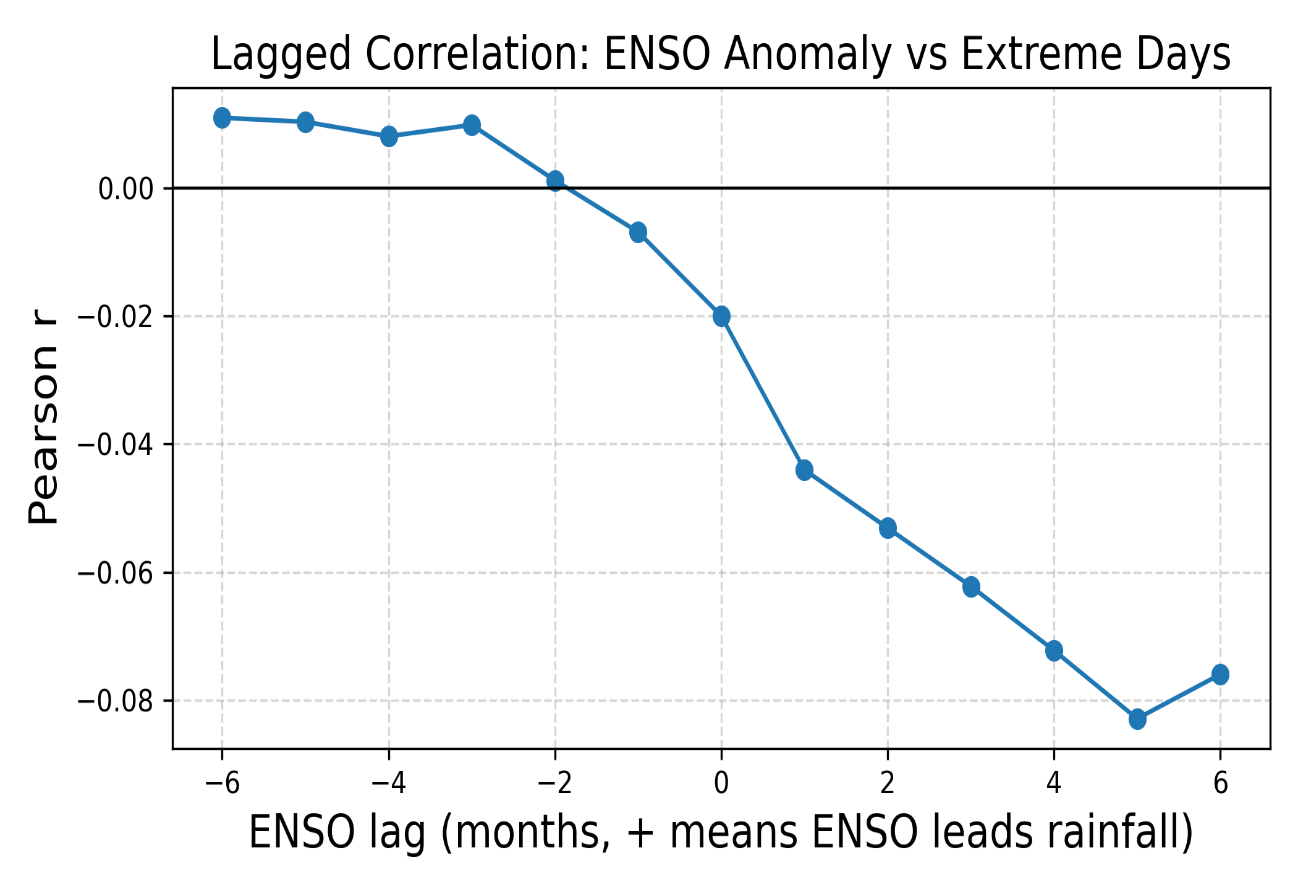 Lagged Correlation: ENSO Anomaly vs Extreme Days
Pearson r
0.00
−0.02
−0.04
−0.06
−0.08
−6 −4 −2 0 2 4 6
ENSO lag (months, + means ENSO leads rainfall)